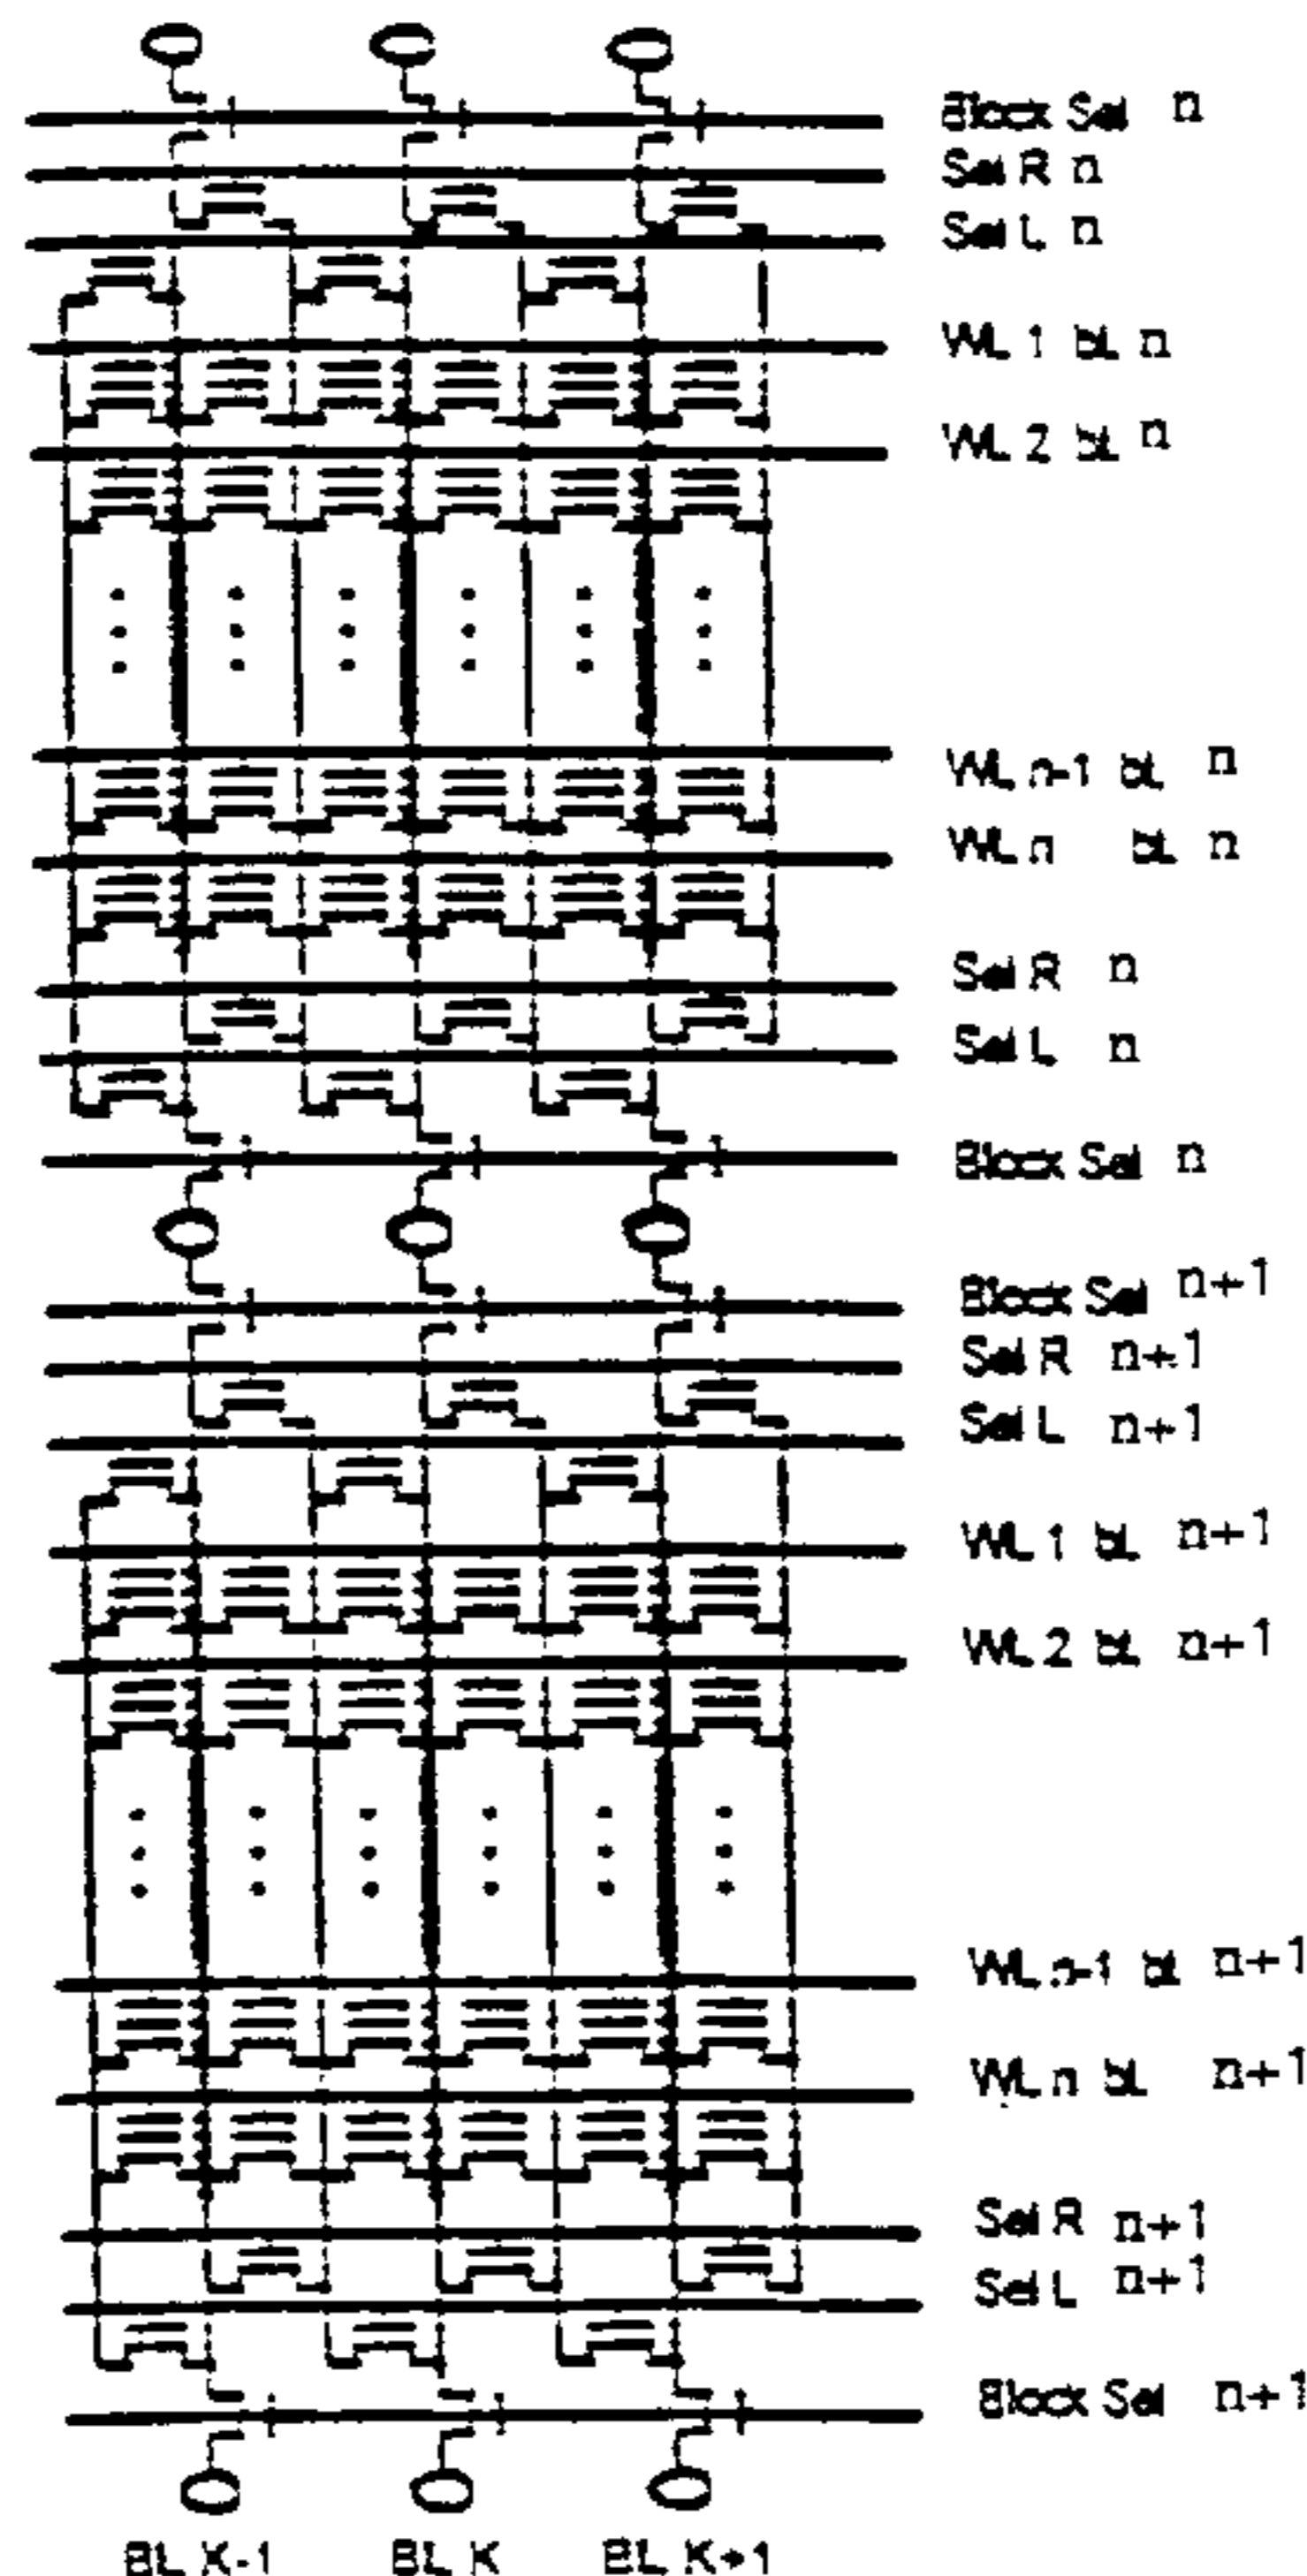 Block Sel n
Sel R n
Sel L n
WL 1 bL n
WL 2 bL n
WL n-1 bL n
WL n bL n
Sel R n
Sel L n
Block Sel n
Block Sel n+1
Sel R n+1
Sel L n+1
WL 1 bL n+1
WL 2 bL n+1
WL n-1 bL n+1
WL n bL n+1
Sel R n+1
Sel L n+1
Block Sel n+1
BL K-1 BL K BL K+1